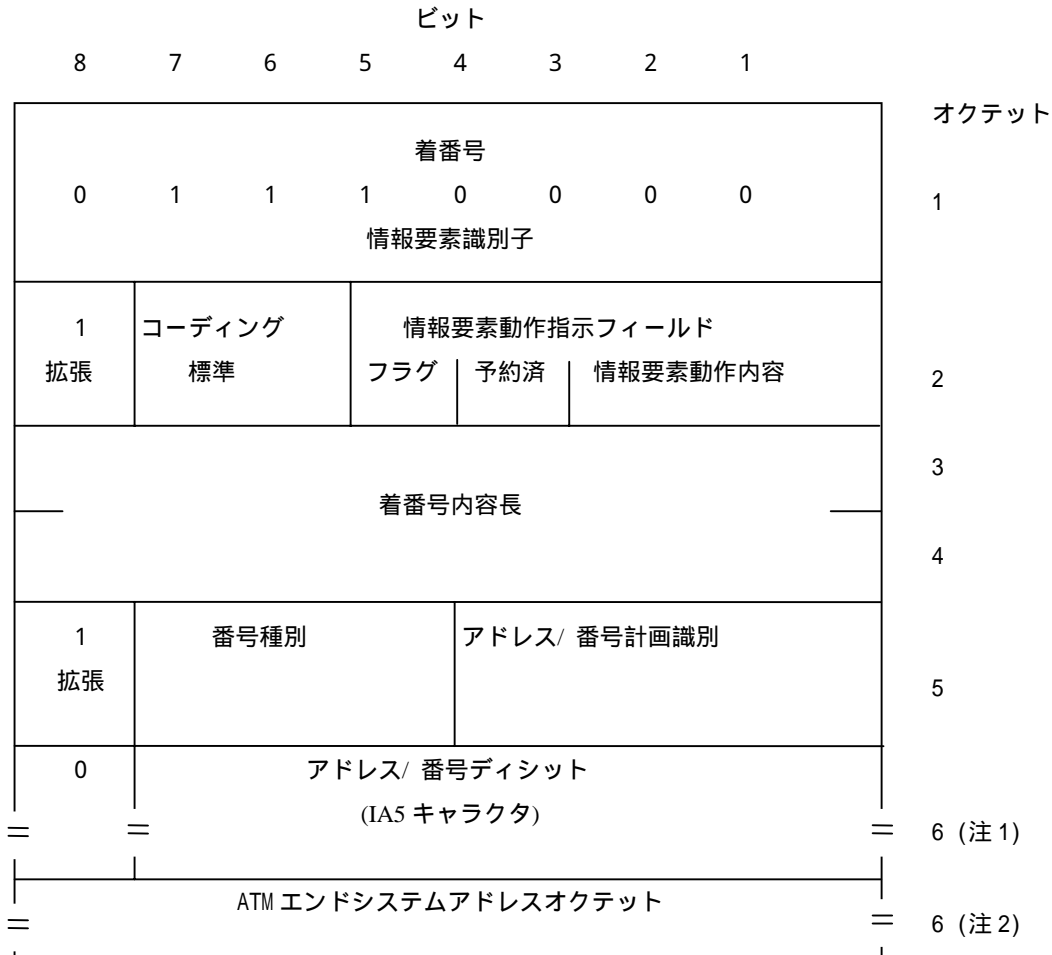 ビット
8 7 6 5 4 3 2 1
オクテット
着番号
0 1 1 1 0 0 0 0 1
情報要素識別子
1 コーディング 情報要素動作指示フィールド
拡張 標準 フラグ 予約済 情報要素動作内容 2
3
着番号内容長
4
1 番号種別 アドレス/ 番号計画識別
拡張 5
0 アドレス/ 番号ディシット
(IA5 キャラクタ)
6 (注1)
ATM エンドシステムアドレスオクテット
6 (注2)